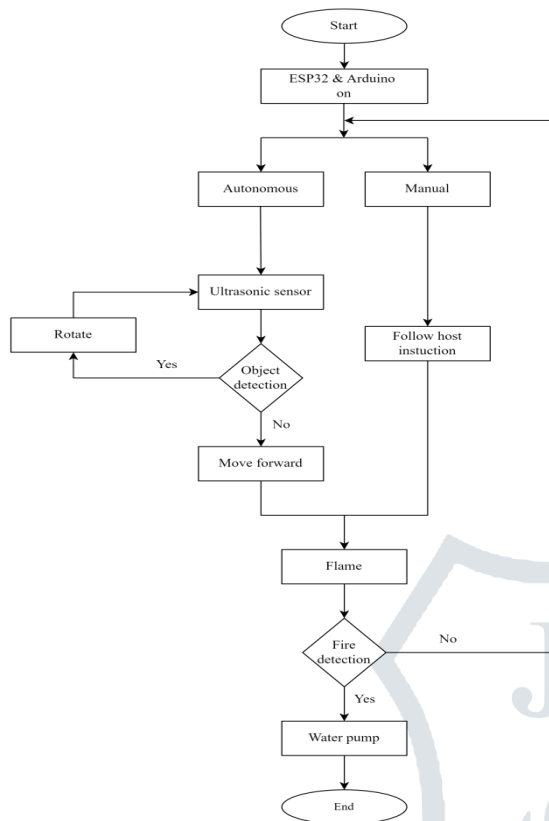 Start
ESP32 & Arduino
on
Autonomous
Manual
Ultrasonic sensor
Rotate
Follow host
instuction
Yes
Object
detection
No
Move forward
Flame
Fire
detection
No
Yes
Water pump
End
J